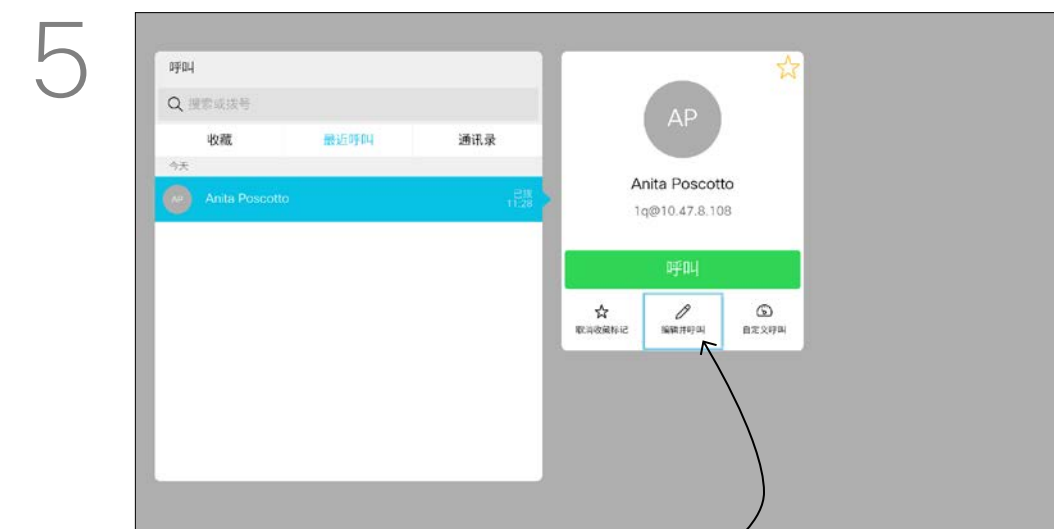 5
呼叫
搜索或拨号
收藏 最近呼叫 通讯录
今天
AP Anita Poscotto 已拨 11:28
AP
Anita Poscotto
1q@10.47.8.108
呼叫
取消收藏标记 编辑并呼叫 自定义呼叫